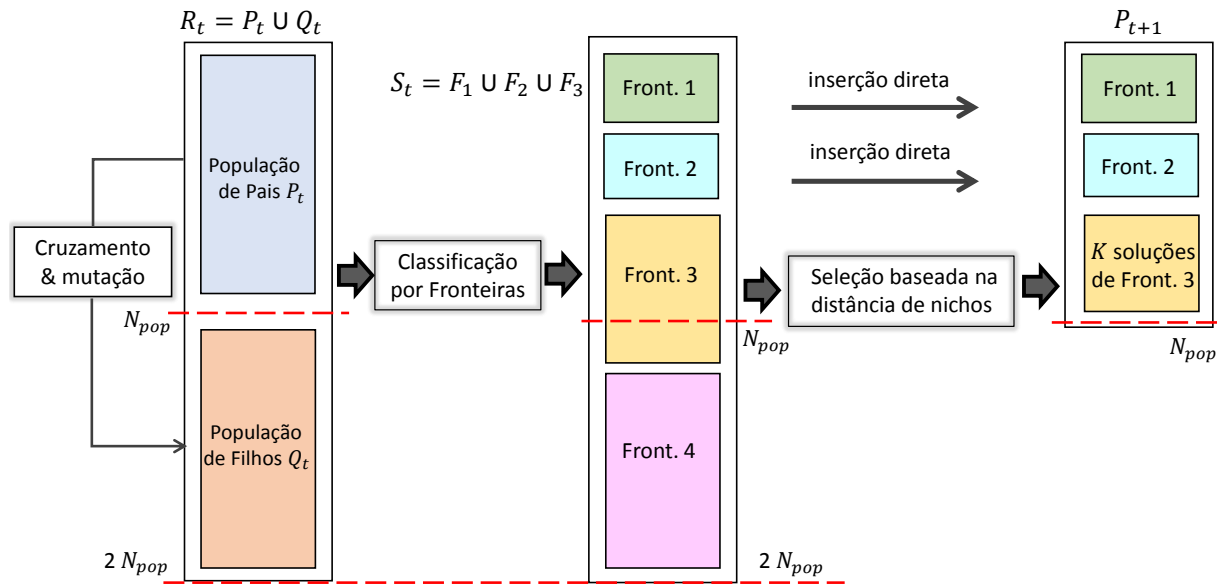 R_t = P_t ∪ Q_t
População
de Pais P_t
Cruzamento
& mutação
N_pop
População
de Filhos Q_t
2 N_pop
Classificação
por Fronteiras
S_t = F_1 ∪ F_2 ∪ F_3
Front. 1
Front. 2
Front. 3
N_pop
Front. 4
2 N_pop
inserção direta
inserção direta
Seleção baseada na
distância de nichos
P_{t+1}
Front. 1
Front. 2
K soluções
de Front. 3
N_pop